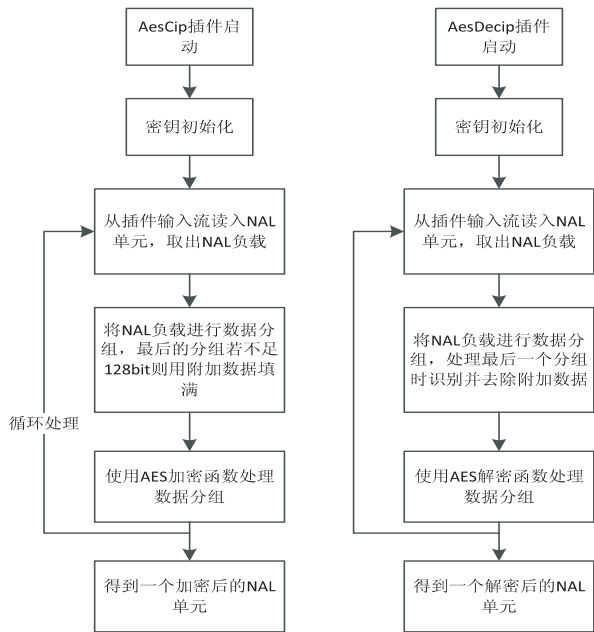 AesCip插件启
动
密钥初始化
从插件输入流读入NAL
单元，取出NAL负载
将NAL负载进行数据分
组，最后的分组若不足
128bit则用附加数据填
满
循环处理
使用AES加密函数处理
数据分组
得到一个加密后的NAL
单元
AesDecip插件
启动
密钥初始化
从插件输入流读入NAL
单元，取出NAL负载
将NAL负载进行数据分
组，处理最后一个分组
时识别并去除附加数据
使用AES解密函数处理
数据分组
得到一个解密后的NAL
单元